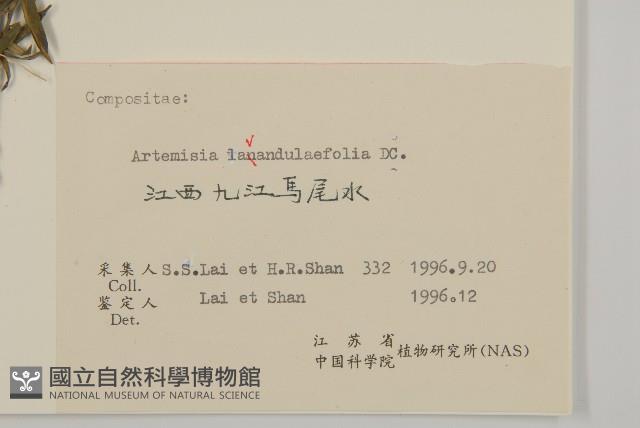 Compositae:
Artemisia lanandulaefolia DC.
江西九江馬尾水
采集人 S.S.Lai et H.R.Shan 332 1996.9.20
Coll.
鉴定人 Lai et Shan 1996.12
Det.
江苏省
中国科学院 植物研究所(NAS)
國立自然科學博物館
NATIONAL MUSEUM OF NATURAL SCIENCE